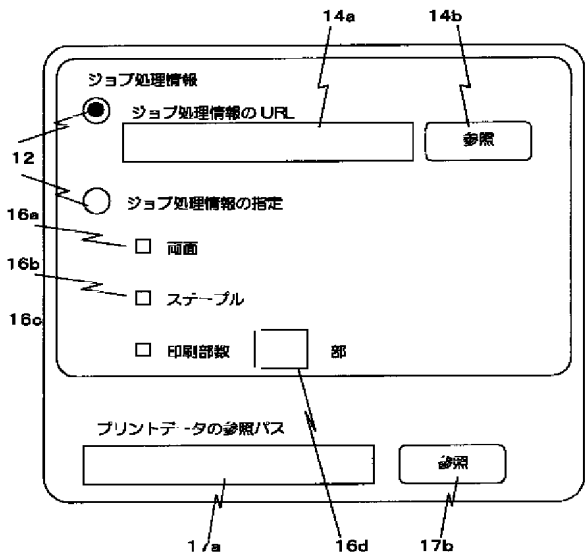 14a 14b
ジョブ処理情報
ジョブ処理情報の URL
参照
12
ジョブ処理情報の指定
16a
両面
16b
ステープル
16c
印刷部数 部
プリントデータの参照パス
参照
17a 16d 17b